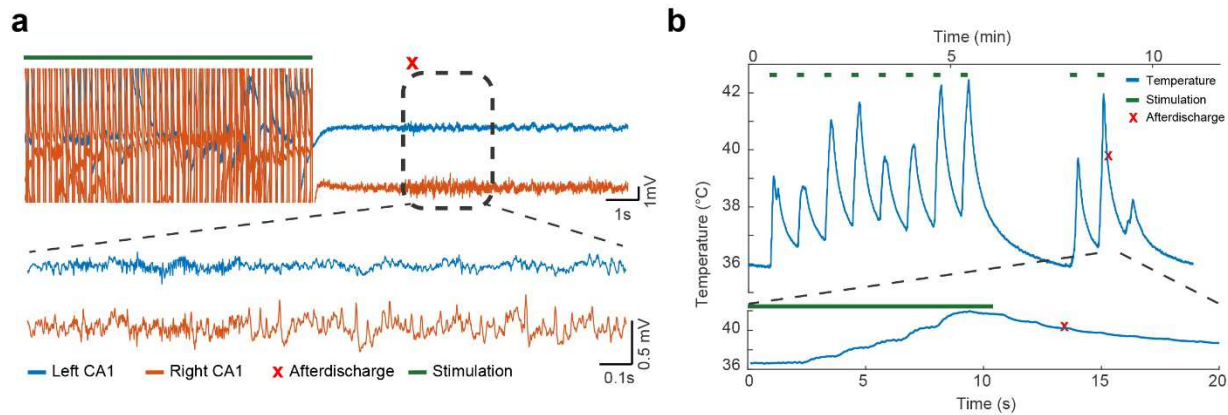 a
x
1s
1mV
0.5 mV
0.1s
Left CA1
Right CA1
x Afterdischarge
Stimulation
b
Time (min)
0 5 10
Temperature
Stimulation
x Afterdischarge
42
40
38
36
Temperature (°C)
x
40
36
x
0 5 10 15 20
Time (s)